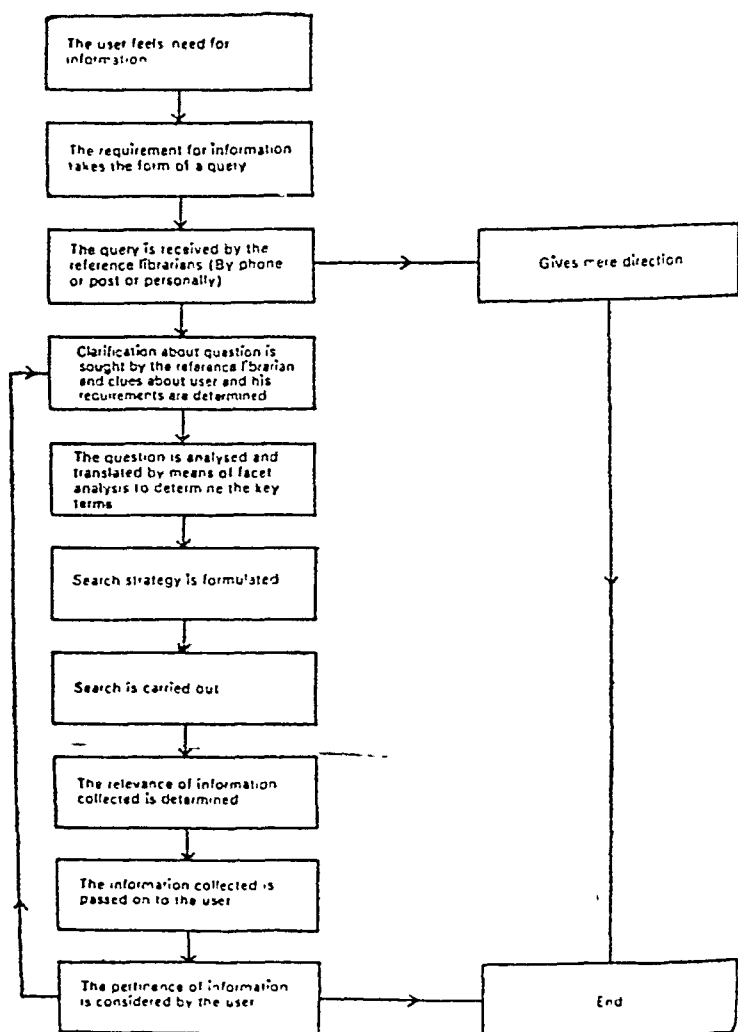 The user feels need for
information
The requirement for information
takes the form of a query
The query is received by the
reference librarians (By phone
or post or personally)
Gives mere direction
Clarification about question is
sought by the reference librarian
and clues about user and his
requirements are determined
The question is analysed and
translated by means of facet
analysis to determine the key
terms
Search strategy is formulated
Search is carried out
The relevance of information
collected is determined
The information collected is
passed on to the user
The pertinence of information
is considered by the user
End